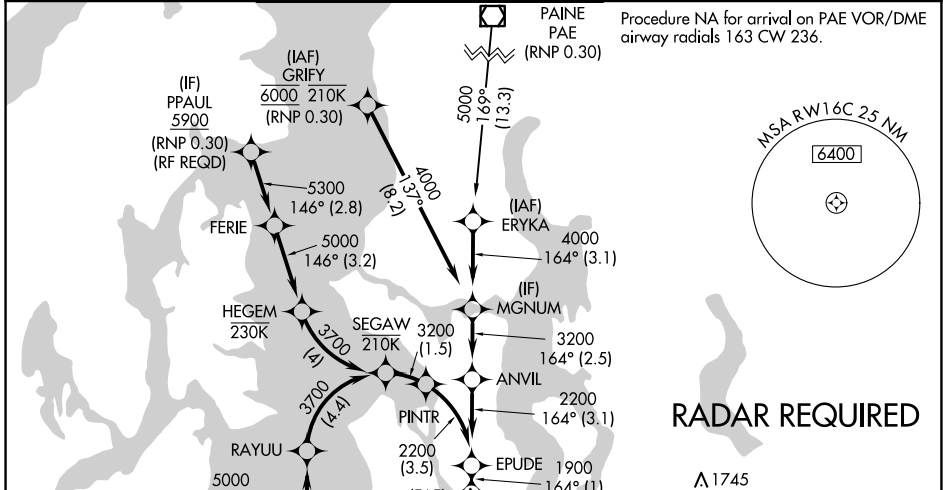 PAINE
PAE
(RNP 0.30)
Procedure NA for arrival on PAE VOR/DME
airway radials 163 CW 236.
(IAF)
GRIFY
6000 210K
(RNP 0.30)
(IF)
PPAUL
5900
(RNP 0.30)
(RF REQD)
5000
169°
(13.3)
MSA RW16C 25 NM
6400
5300
146° (2.8)
4000
137°
(8.2)
(IAF)
ERYKA
FERIE
5000
146° (3.2)
4000
164° (3.1)
(IF)
MGNUM
HEGEM
230K
3700
(4)
SEGAW
210K
3200
(1.5)
3200
164° (2.5)
ANVIL
3700
(4.4)
PINTR
2200
164° (3.1)
RADAR REQUIRED
RAYUU
2200
(3.5)
EPUDE
1900
164° (1)
5000
1745